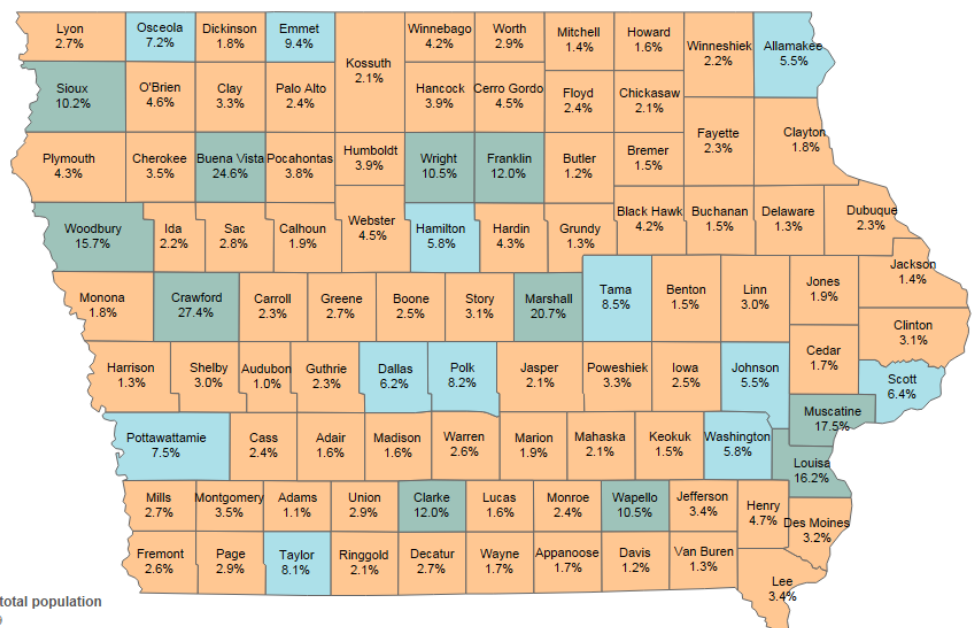 Lyon
2.7%
Osceola
7.2%
Dickinson
1.8%
Emmet
9.4%
Kossuth
2.1%
Winnebago
4.2%
Worth
2.9%
Mitchell
1.4%
Howard
1.6%
Winneshiek
2.2%
Allamakee
5.5%
Sioux
10.2%
O'Brien
4.6%
Clay
3.3%
Palo Alto
2.4%
Hancock
3.9%
Cerro Gordo
4.5%
Floyd
2.4%
Chickasaw
2.1%
Fayette
2.3%
Clayton
1.8%
Plymouth
4.3%
Cherokee
3.5%
Buena Vista
24.6%
Pocahontas
3.8%
Humboldt
3.9%
Wright
10.5%
Franklin
12.0%
Butler
1.2%
Bremer
1.5%
Woodbury
15.7%
Ida
2.2%
Sac
2.8%
Calhoun
1.9%
Webster
4.5%
Hamilton
5.8%
Hardin
4.3%
Grundy
1.3%
Black Hawk
4.2%
Buchanan
1.5%
Delaware
1.3%
Dubuque
2.3%
Monona
1.8%
Crawford
27.4%
Carroll
2.3%
Greene
2.7%
Boone
2.5%
Story
3.1%
Marshall
20.7%
Tama
8.5%
Benton
1.5%
Linn
3.0%
Jones
1.9%
Jackson
1.4%
Clinton
3.1%
Harrison
1.3%
Shelby
3.0%
Audubon
1.0%
Guthrie
2.3%
Dallas
6.2%
Polk
8.2%
Jasper
2.1%
Poweshiek
3.3%
Iowa
2.5%
Johnson
5.5%
Cedar
1.7%
Scott
6.4%
Muscatine
17.5%
Pottawattamie
7.5%
Cass
2.4%
Adair
1.6%
Madison
1.6%
Warren
2.6%
Marion
1.9%
Mahaska
2.1%
Keokuk
1.5%
Washington
5.8%
Louisa
16.2%
Mills
2.7%
Montgomery
3.5%
Adams
1.1%
Union
2.9%
Clarke
12.0%
Lucas
1.6%
Monroe
2.4%
Wapello
10.5%
Jefferson
3.4%
Henry
4.7%
Des Moines
3.2%
Fremont
2.6%
Page
2.9%
Taylor
8.1%
Ringgold
2.1%
Decatur
2.7%
Wayne
1.7%
Appanoose
1.7%
Davis
1.2%
Van Buren
1.3%
Lee
3.4%
total population